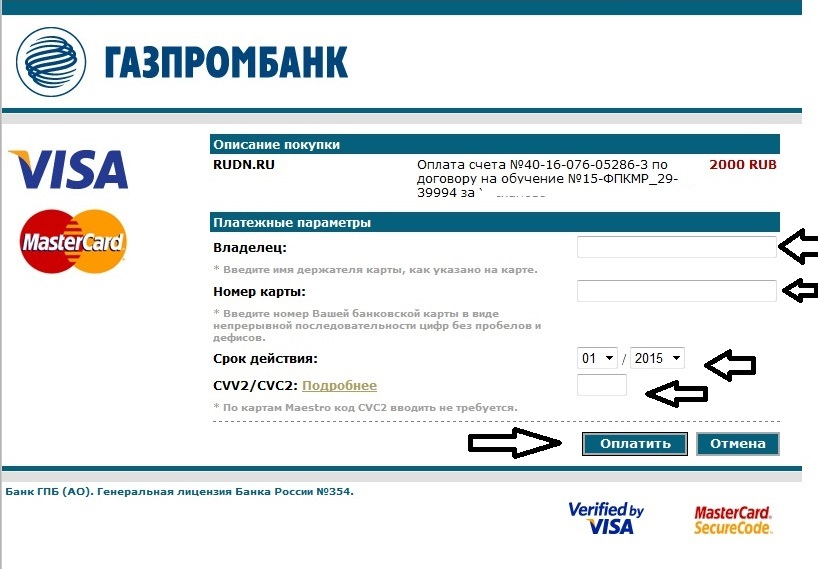 ГАЗПРОМБАНК
VISA
MasterCard
Описание покупки
RUDN.RU
Оплата счета №40-16-076-05286-3 по
договору на обучение №15-ФПКМР_29-
39994 за
2000 RUB
Платежные параметры
Владелец:
* Введите имя держателя карты, как указано на карте.
Номер карты:
* Введите номер Вашей банковской карты в виде
непрерывной последовательности цифр без пробелов и
дефисов.
Срок действия:
01 / 2015
CVV2/CVC2: Подробнее
* По картам Maestro код CVC2 вводить не требуется.
Оплатить
Отмена
Банк ГПБ (АО). Генеральная лицензия Банка России №354.
Verified by
VISA
MasterCard.
SecureCode.